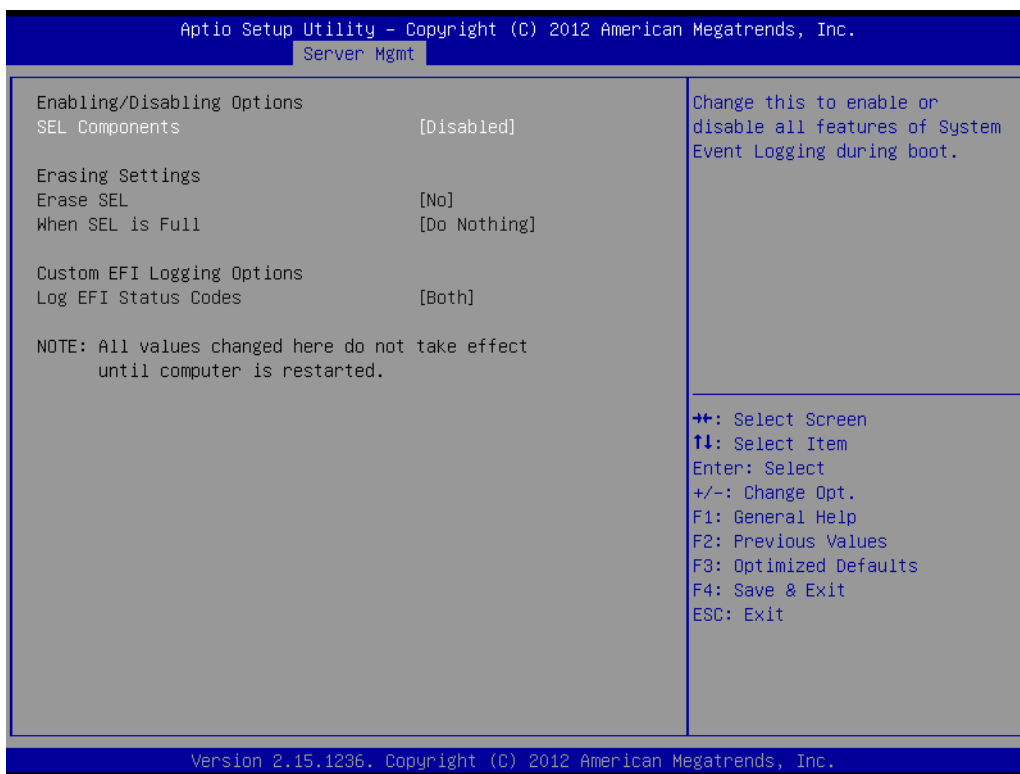 Aptio Setup Utility – Copyright (C) 2012 American Megatrends, Inc.
Server Mgmt
Enabling/Disabling Options
SEL Components [Disabled]
Erasing Settings
Erase SEL [No]
When SEL is Full [Do Nothing]
Custom EFI Logging Options
Log EFI Status Codes [Both]
NOTE: All values changed here do not take effect
until computer is restarted.
Change this to enable or
disable all features of System
Event Logging during boot.
→←: Select Screen
↑↓: Select Item
Enter: Select
+/-: Change Opt.
F1: General Help
F2: Previous Values
F3: Optimized Defaults
F4: Save & Exit
ESC: Exit
Version 2.15.1236. Copyright (C) 2012 American Megatrends, Inc.